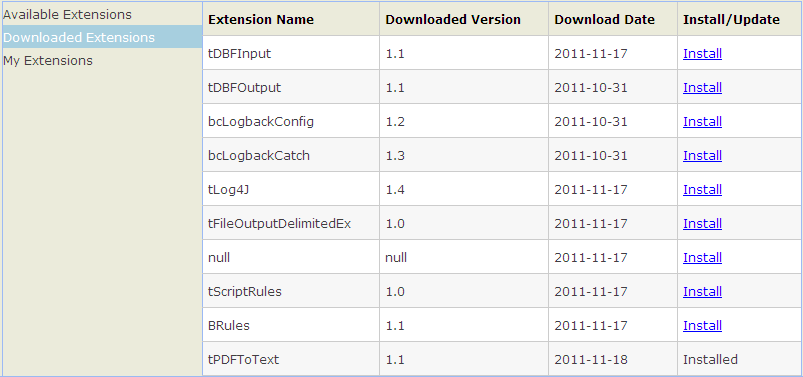 Available Extensions
Downloaded Extensions
My Extensions
Extension Name Downloaded Version Download Date Install/Update
tDBFInput 1.1 2011-11-17 Install
tDBFOutput 1.1 2011-10-31 Install
bcLogbackConfig 1.2 2011-10-31 Install
bcLogbackCatch 1.3 2011-10-31 Install
tLog4J 1.4 2011-11-17 Install
tFileOutputDelimitedEx 1.0 2011-11-17 Install
null null 2011-11-17 Install
tScriptRules 1.0 2011-11-17 Install
BRules 1.1 2011-11-17 Install
tPDFToText 1.1 2011-11-18 Installed